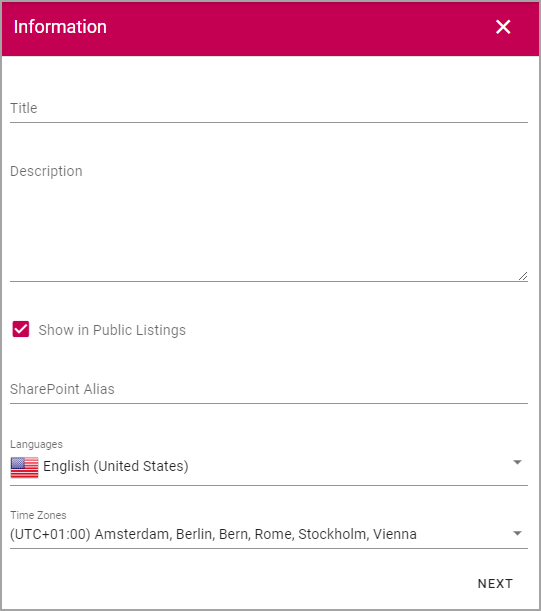 Information
Title
Description
Show in Public Listings
SharePoint Alias
Languages
English (United States)
Time Zones
(UTC+01:00) Amsterdam, Berlin, Bern, Rome, Stockholm, Vienna
NEXT